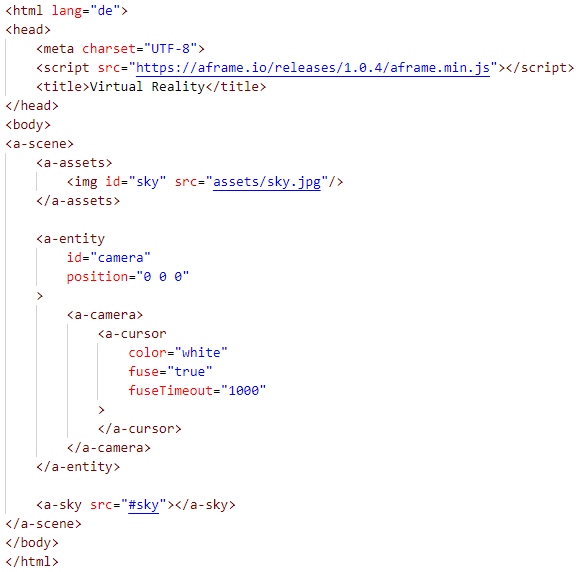 <html lang="de">
<head>
    <meta charset="UTF-8">
    <script src="https://aframe.io/releases/1.0.4/aframe.min.js"></script>
    <title>Virtual Reality</title>
</head>
<body>
<a-scene>
    <a-assets>
        <img id="sky" src="assets/sky.jpg"/>
    </a-assets>

    <a-entity
        id="camera"
        position="0 0 0"
    >
        <a-camera>
            <a-cursor
                color="white"
                fuse="true"
                fuseTimeout="1000"
            >
            </a-cursor>
        </a-camera>
    </a-entity>

    <a-sky src="#sky"></a-sky>
</a-scene>
</body>
</html>